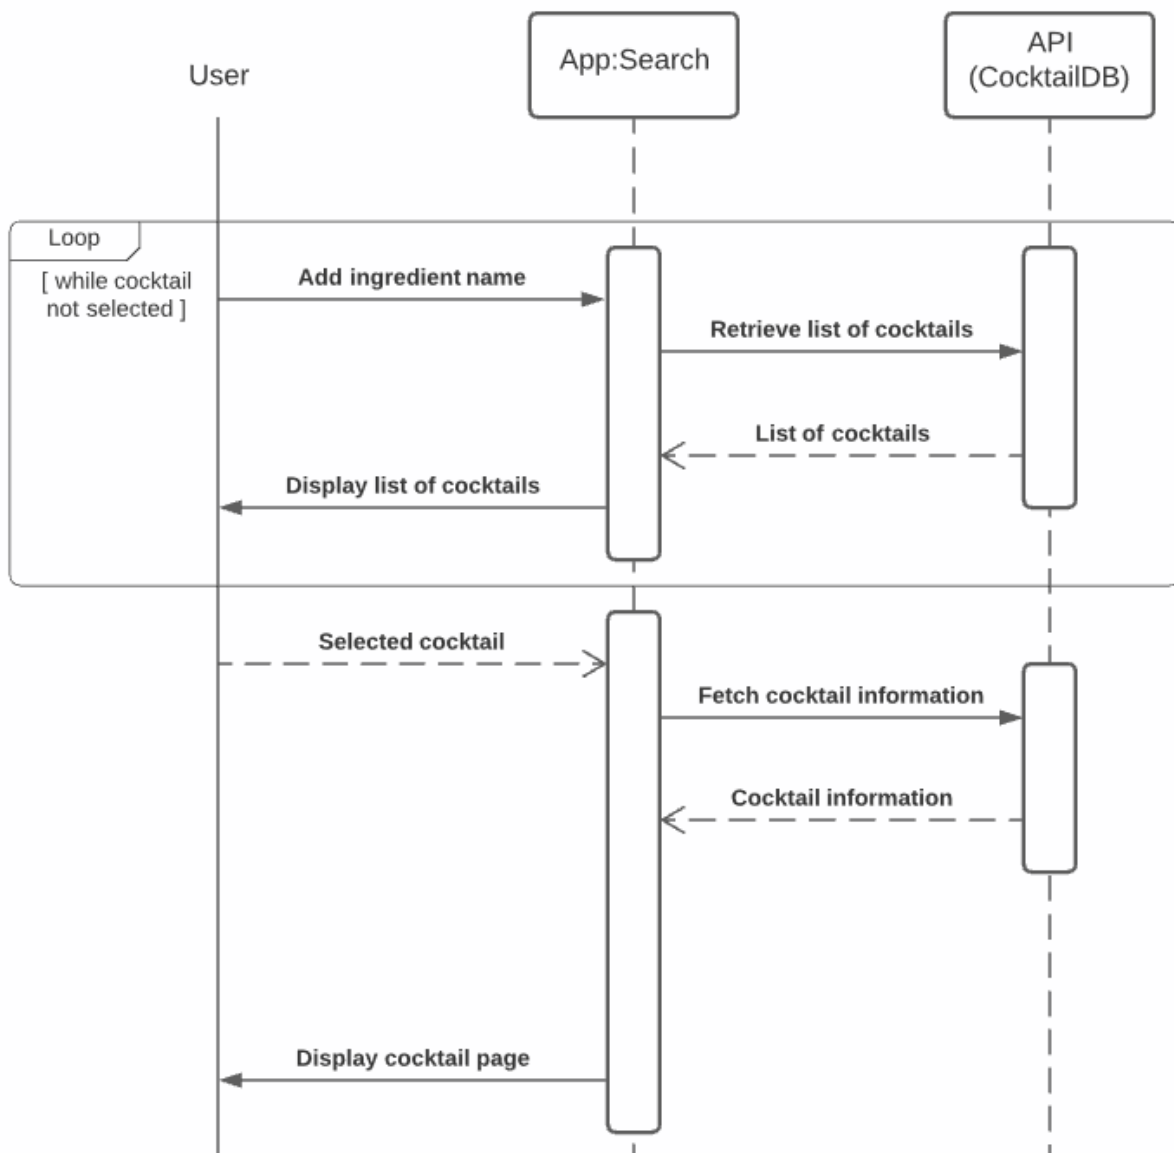 User
App:Search
API
(CocktailDB)
Loop
[ while cocktail
not selected ]
Add ingredient name
Retrieve list of cocktails
List of cocktails
Display list of cocktails
Selected cocktail
Fetch cocktail information
Cocktail information
Display cocktail page